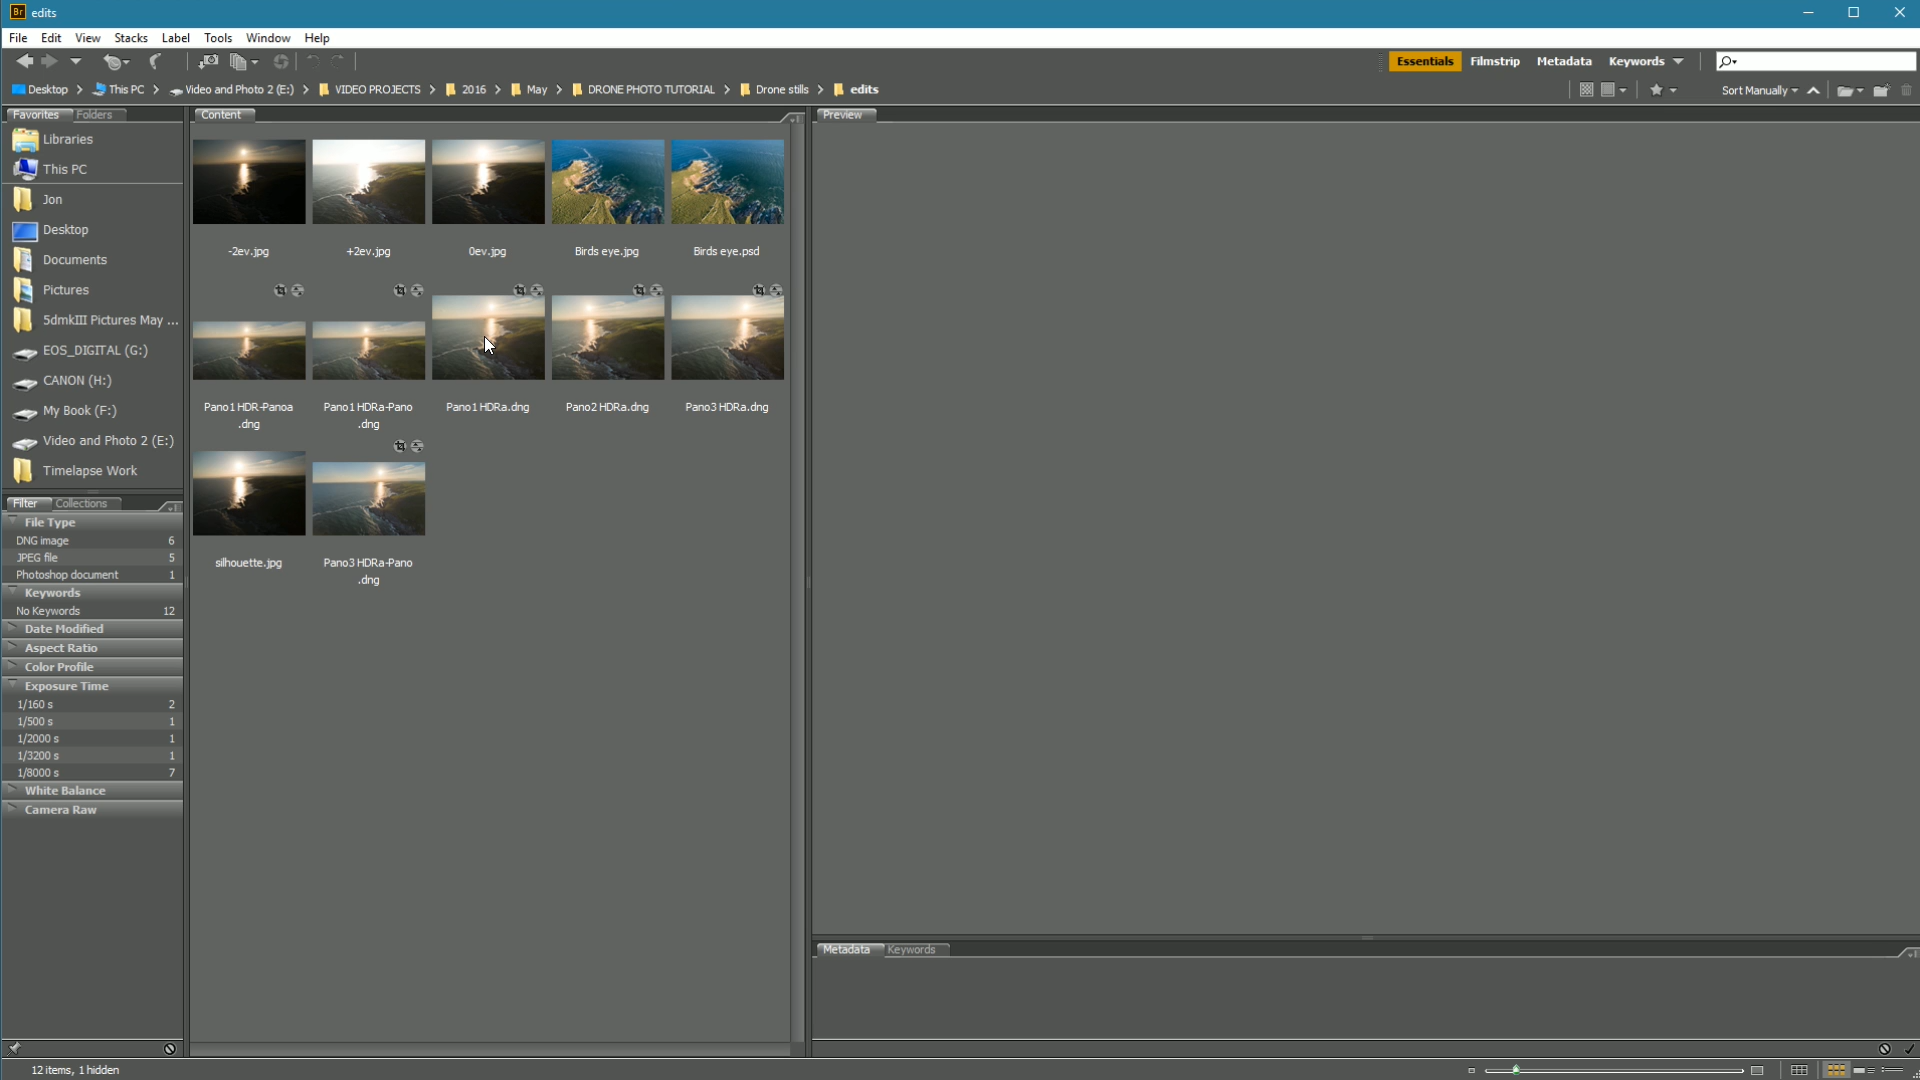 Br edits
File Edit View Stacks Label Tools Window Help
Essentials Filmstrip Metadata Keywords
Desktop This PC Video and Photo 2 (E:) VIDEO PROJECTS 2016 May DRONE PHOTO TUTORIAL Drone stills edits
Sort Manually
Favorites Folders
Libraries
This PC
Jon
Desktop
Documents
Pictures
5dmkIII Pictures May ...
EOS_DIGITAL (G:)
CANON (H:)
My Book (F:)
Video and Photo 2 (E:)
Timelapse Work
Filter Collections
File Type
DNG image 6
JPEG file 5
Photoshop document 1
Keywords
No Keywords 12
Date Modified
Aspect Ratio
Color Profile
Exposure Time
1/160 s 2
1/500 s 1
1/2000 s 1
1/3200 s 1
1/8000 s 7
White Balance
Camera Raw
Content
-2ev.jpg +2ev.jpg 0ev.jpg Birds eye.jpg Birds eye.psd
Pano1 HDR-Panoa Pano1 HDRa-Pano Pano1 HDRa.dng Pano2 HDRa.dng Pano3 HDRa.dng
.dng .dng
silhouette.jpg Pano3 HDRa-Pano
.dng
Preview
Metadata Keywords
12 items, 1 hidden